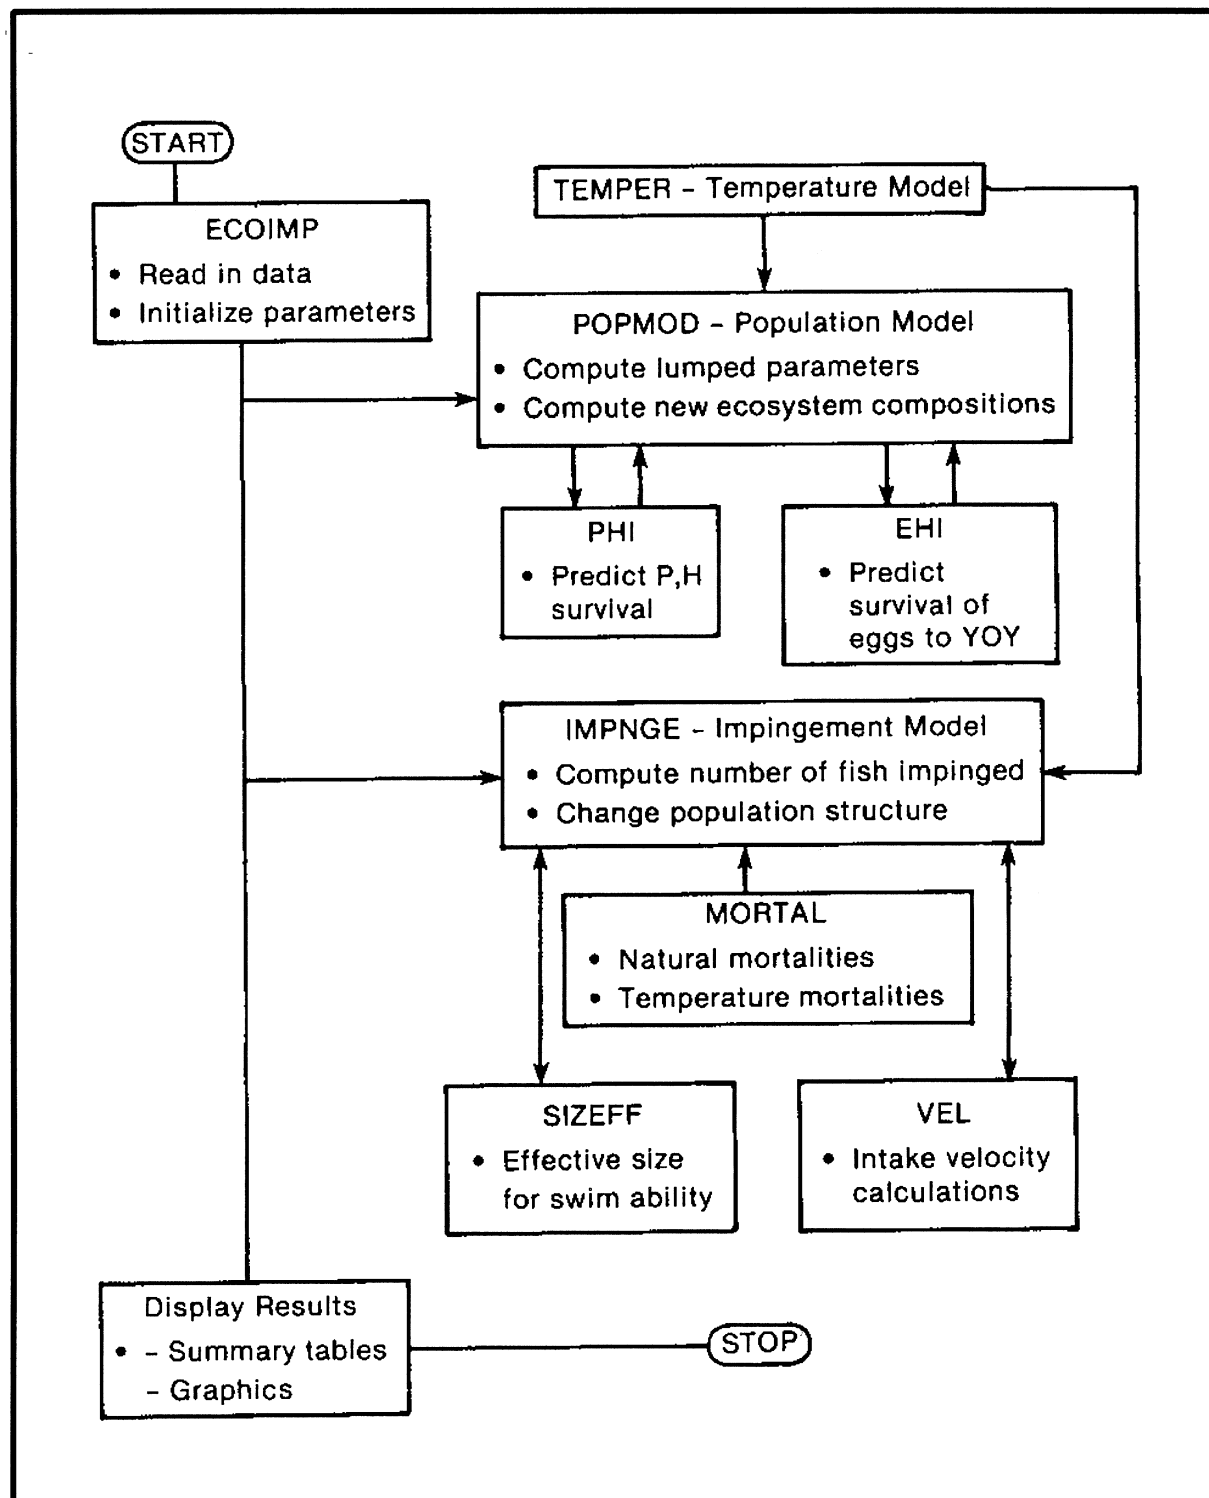 START
TEMPER – Temperature Model
ECOIMP
• Read in data
• Initialize parameters
POPMOD – Population Model
• Compute lumped parameters
• Compute new ecosystem compositions
PHI
• Predict P,H
survival
EHI
• Predict
survival of
eggs to YOY
IMPNGE – Impingement Model
• Compute number of fish impinged
• Change population structure
MORTAL
• Natural mortalities
• Temperature mortalities
SIZEFF
• Effective size
for swim ability
VEL
• Intake velocity
calculations
Display Results
• – Summary tables
– Graphics
STOP